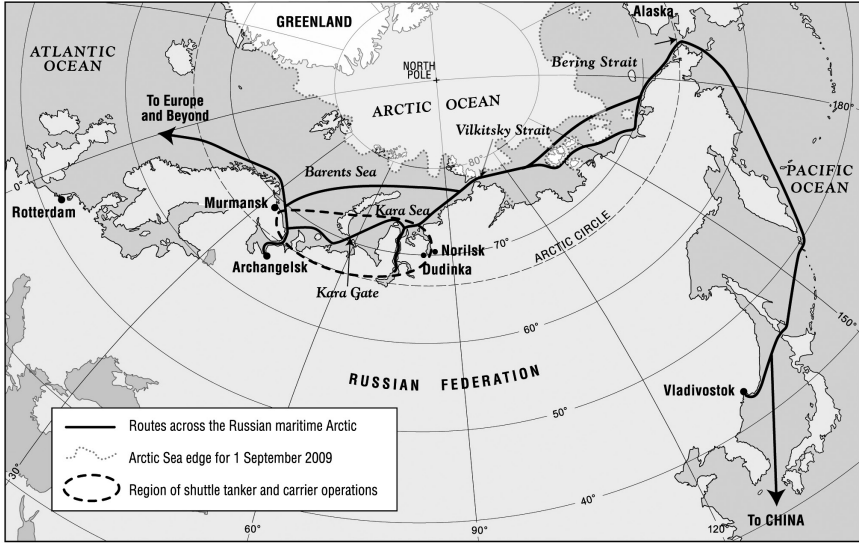 GREENLAND
Alaska
ATLANTIC
OCEAN
NORTH
POLE
Bering Strait
To Europe
and Beyond
ARCTIC OCEAN
180°
Vilkitsky Strait
80°
Barents Sea
PACIFIC
OCEAN
0°
Rotterdam
Murmansk
Kara Sea
ARCTIC CIRCLE
70°
Norilsk
Archangelsk
Dudinka
Kara Gate
60°
150°
RUSSIAN FEDERATION
Vladivostok
50°
Routes across the Russian maritime Arctic
Arctic Sea edge for 1 September 2009
Region of shuttle tanker and carrier operations
30°
40°
To CHINA
60°
90°
120°